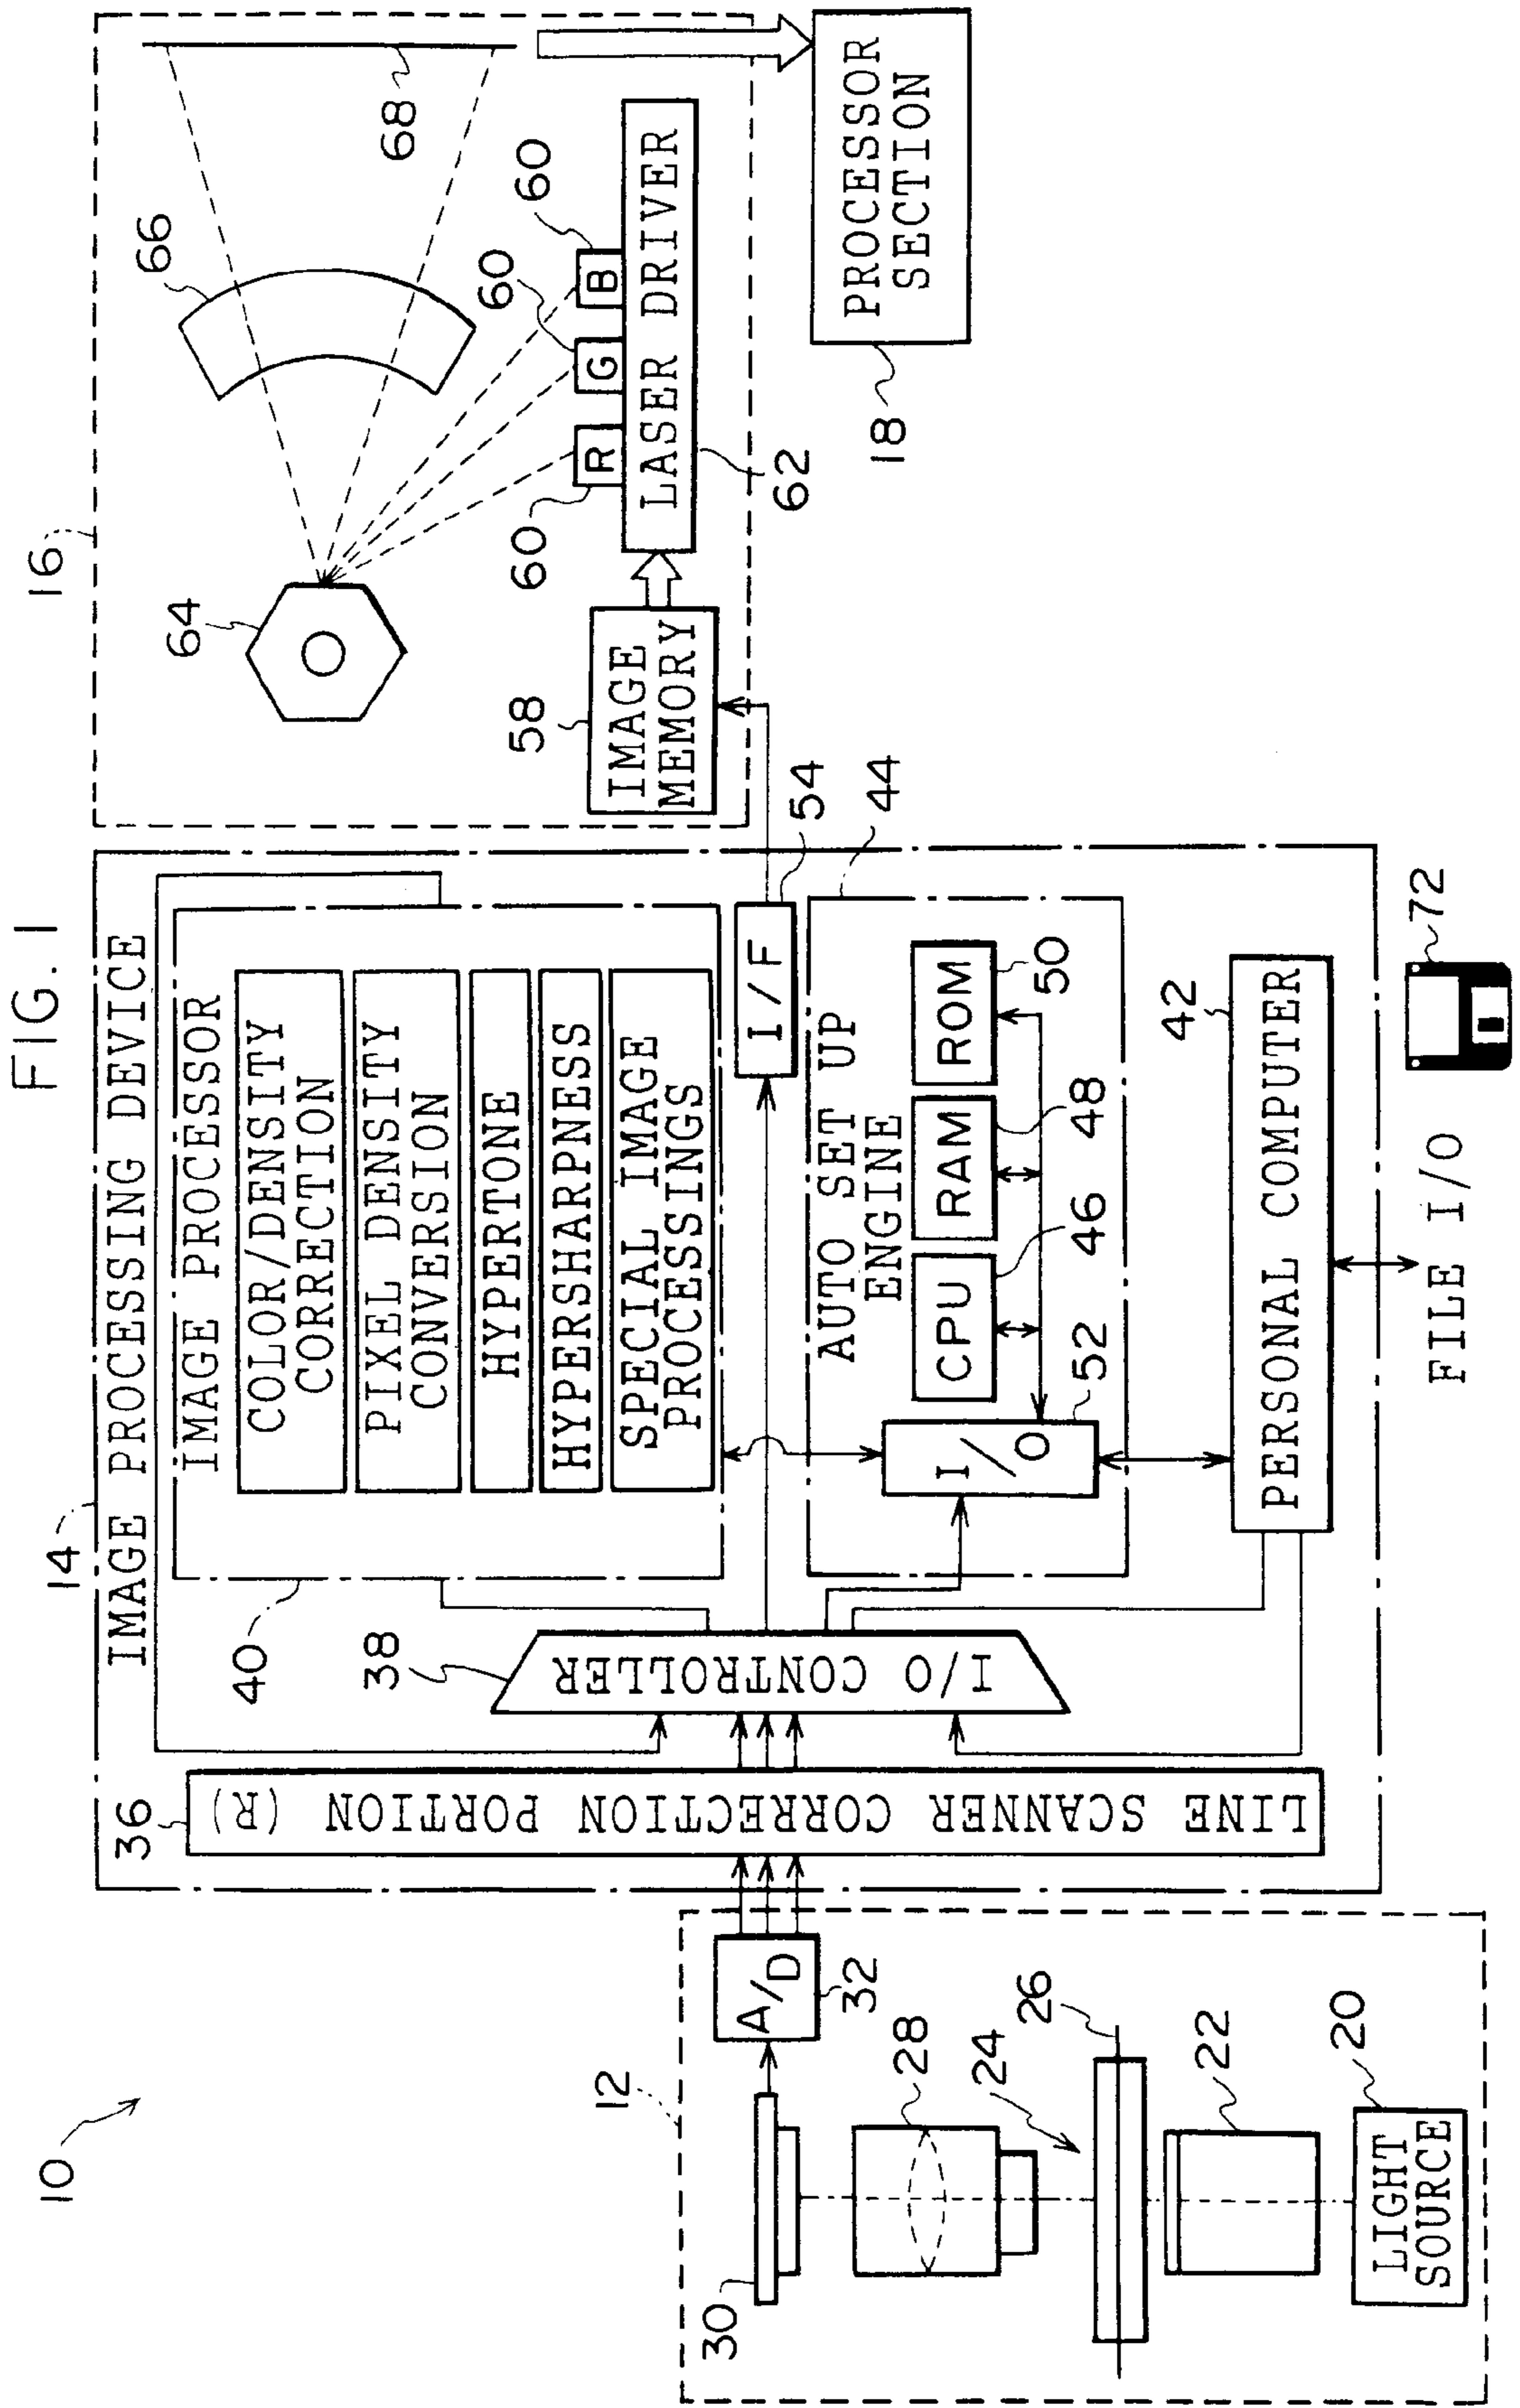 FIG. 1
10
12
LIGHT
SOURCE
20
22
24
26
28
30
A/D
32
14
IMAGE PROCESSING DEVICE
LINE SCANNER CORRECTION PORTION (R)
36
I/O CONTROLLER
38
40
IMAGE PROCESSOR
COLOR/DENSITY
CORRECTION
PIXEL DENSITY
CONVERSION
HYPERTONE
HYPERSHARPNESS
SPECIAL IMAGE
PROCESSINGS
I/F
54
AUTO SET UP
ENGINE
44
CPU
46
RAM
48
ROM
50
I/O
52
PERSONAL COMPUTER
42
FILE I/O
72
16
IMAGE
MEMORY
58
64
66
68
R
60
G
60
B
60
LASER DRIVER
62
PROCESSOR
SECTION
18